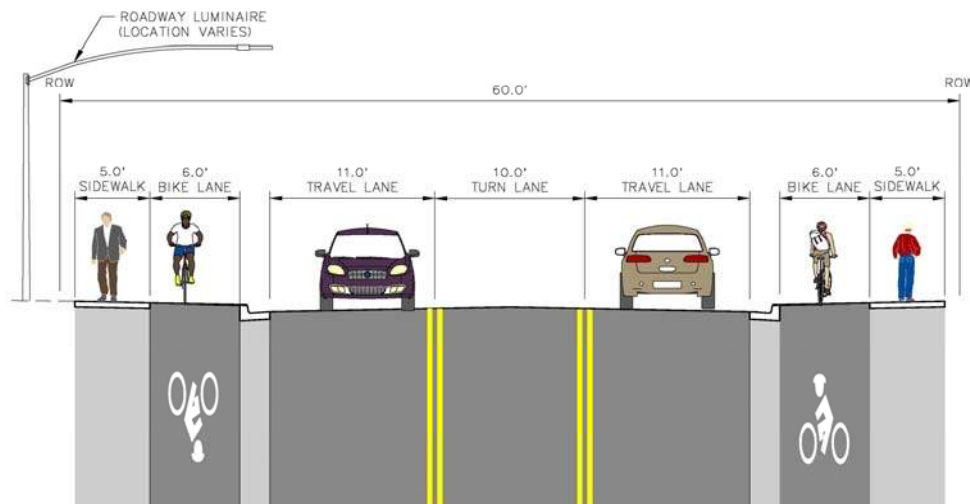 ROADWAY LUMINAIRE
(LOCATION VARIES)
ROW
ROW
60.0'
5.0'
SIDEWALK
6.0'
BIKE LANE
11.0'
TRAVEL LANE
10.0'
TURN LANE
11.0'
TRAVEL LANE
6.0'
BIKE LANE
5.0'
SIDEWALK